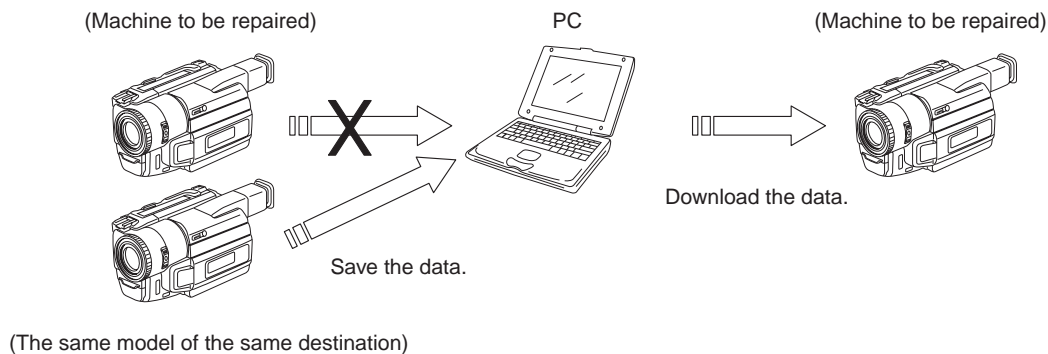 (Machine to be repaired)
PC
(Machine to be repaired)
X
Download the data.
Save the data.
(The same model of the same destination)